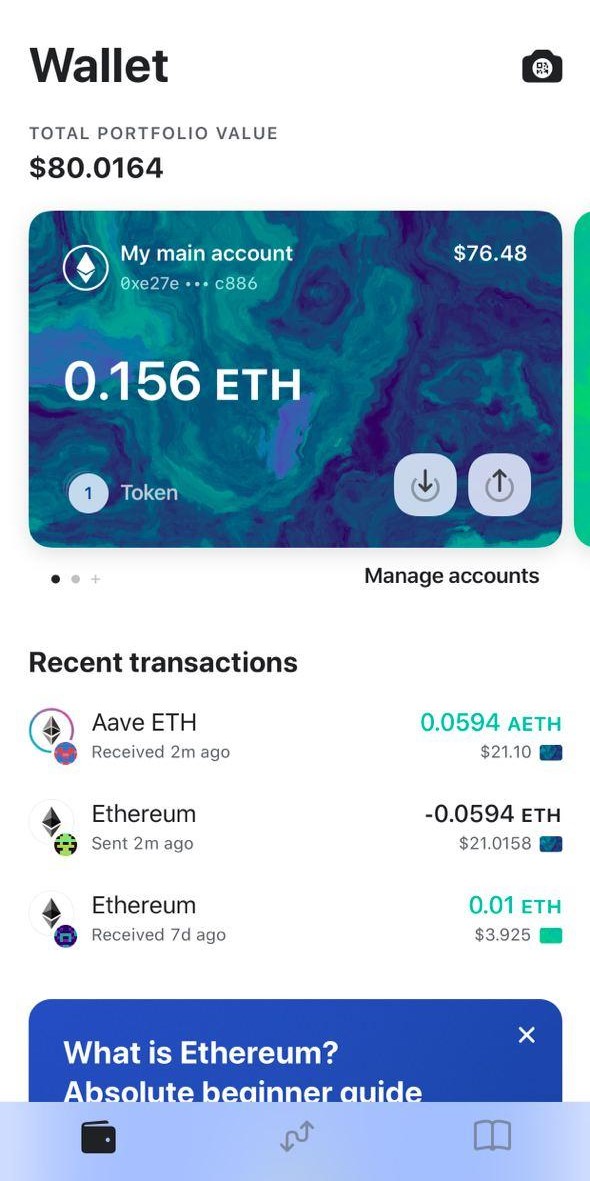 Wallet
TOTAL PORTFOLIO VALUE
$80.0164
My main account
$76.48
0xe27e ••• c886
0.156 ETH
1 Token
Manage accounts
Recent transactions
Aave ETH
0.0594 AETH
Received 2m ago
$21.10
Ethereum
-0.0594 ETH
Sent 2m ago
$21.0158
Ethereum
0.01 ETH
Received 7d ago
$3.925
What is Ethereum?
Absolute beginner guide